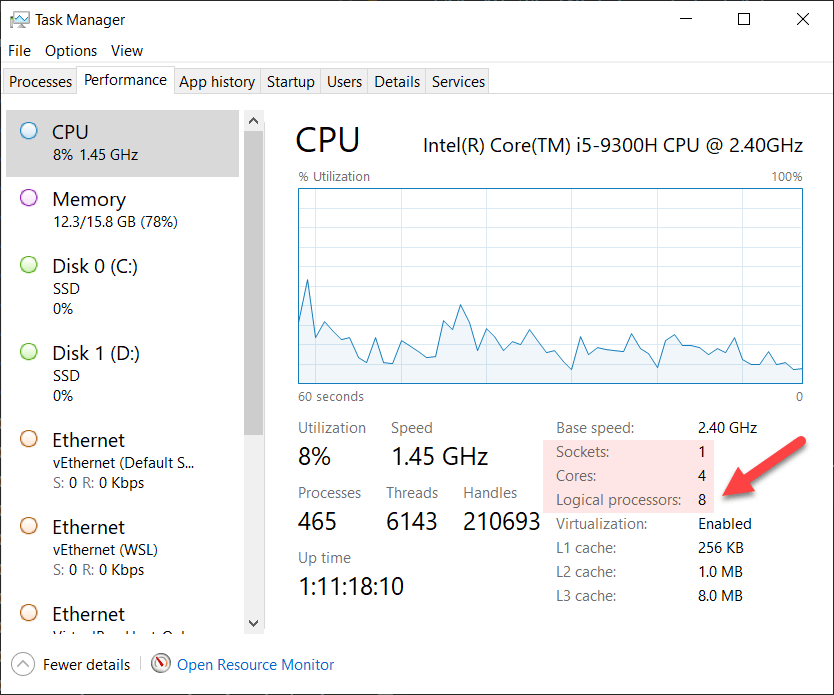 Task Manager
File Options View
Processes Performance App history Startup Users Details Services
CPU
8% 1.45 GHz
Memory
12.3/15.8 GB (78%)
Disk 0 (C:)
SSD
0%
Disk 1 (D:)
SSD
0%
Ethernet
vEthernet (Default S...
S: 0 R: 0 Kbps
Ethernet
vEthernet (WSL)
S: 0 R: 0 Kbps
Ethernet
CPU Intel(R) Core(TM) i5-9300H CPU @ 2.40GHz
% Utilization 100%
60 seconds 0
Utilization Speed
8% 1.45 GHz
Processes Threads Handles
465 6143 210693
Up time
1:11:18:10
Base speed: 2.40 GHz
Sockets: 1
Cores: 4
Logical processors: 8
Virtualization: Enabled
L1 cache: 256 KB
L2 cache: 1.0 MB
L3 cache: 8.0 MB
Fewer details Open Resource Monitor